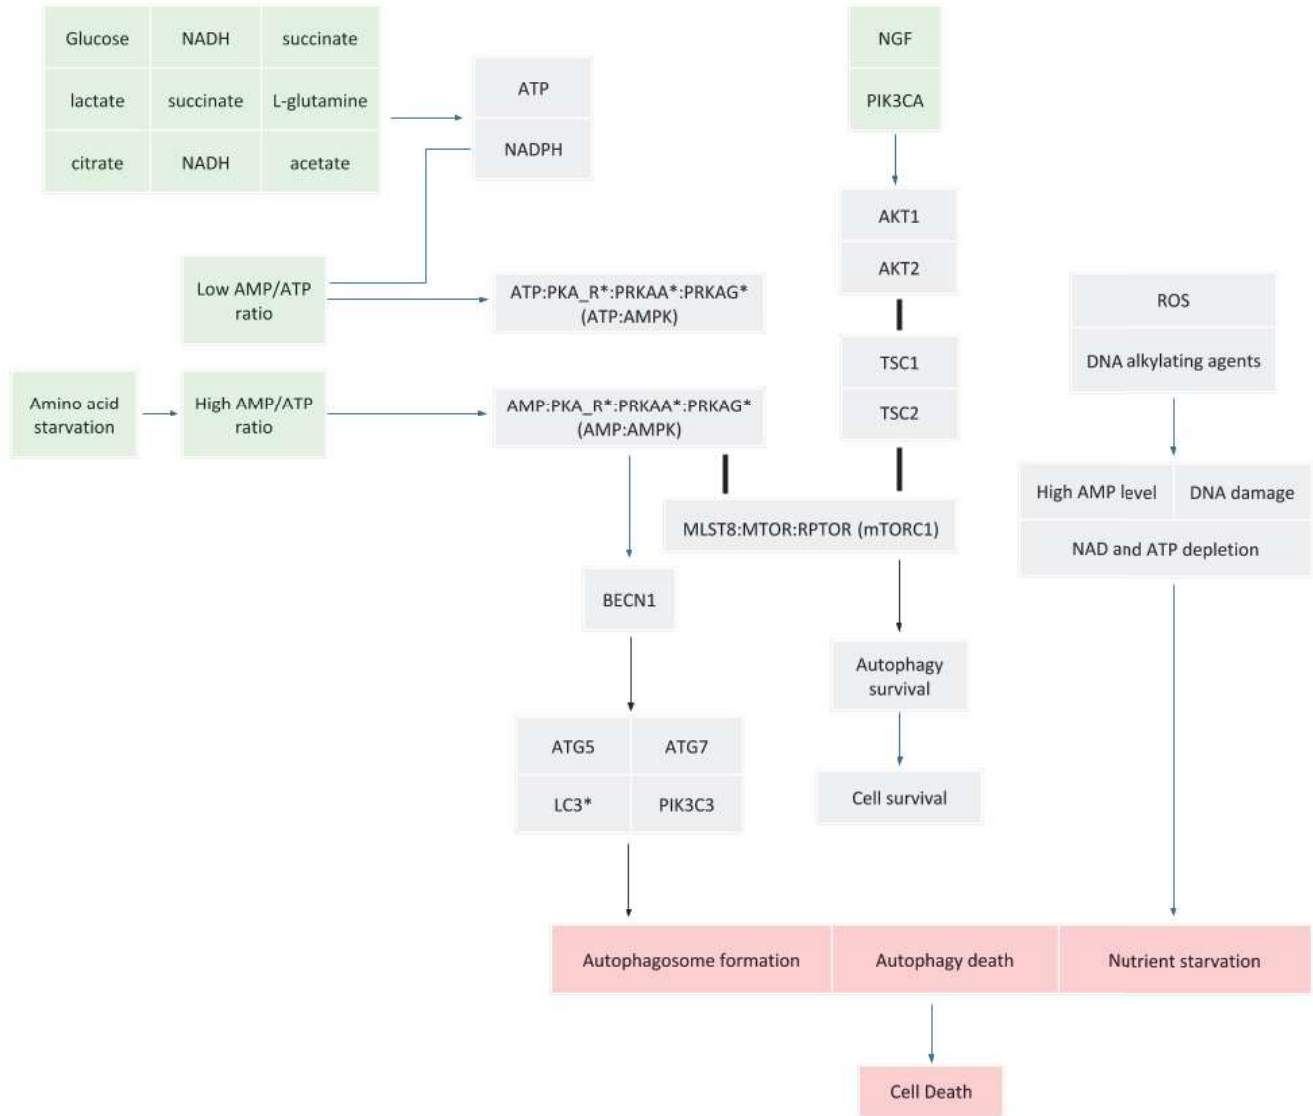 Glucose
NADH
succinate
lactate
succinate
L-glutamine
citrate
NADH
acetate
ATP
NADPH
NGF
PIK3CA
AKT1
AKT2
Low AMP/ATP
ratio
ATP:PKA_R*:PRKAA*:PRKAG*
(ATP:AMPK)
ROS
DNA alkylating agents
TSC1
TSC2
Amino acid
starvation
High AMP/ATP
ratio
AMP:PKA_R*:PRKAA*:PRKAG*
(AMP:AMPK)
High AMP level
DNA damage
NAD and ATP depletion
MLST8:MTOR:RPTOR (mTORC1)
BECN1
Autophagy
survival
ATG5
ATG7
LC3*
PIK3C3
Cell survival
Autophagosome formation
Autophagy death
Nutrient starvation
Cell Death